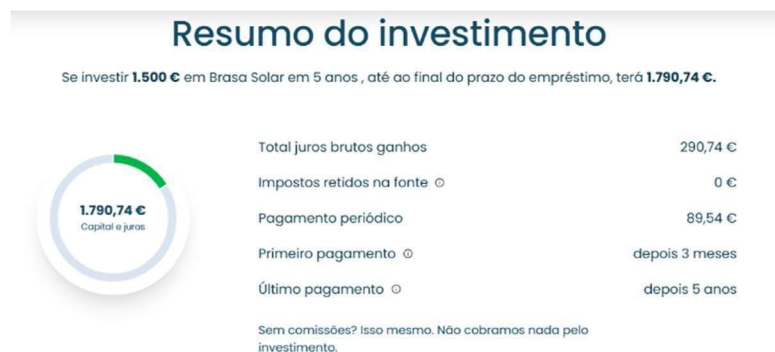 Resumo do investimento
Se investir 1.500 € em Brasa Solar em 5 anos , até ao final do prazo do empréstimo, terá 1.790,74 €.
Total juros brutos ganhos 290,74 €
Impostos retidos na fonte 0 €
1.790,74 €
Capital e juros
Pagamento periódico 89,54 €
Primeiro pagamento depois 3 meses
Último pagamento depois 5 anos
Sem comissões? Isso mesmo. Não cobramos nada pelo
investimento.